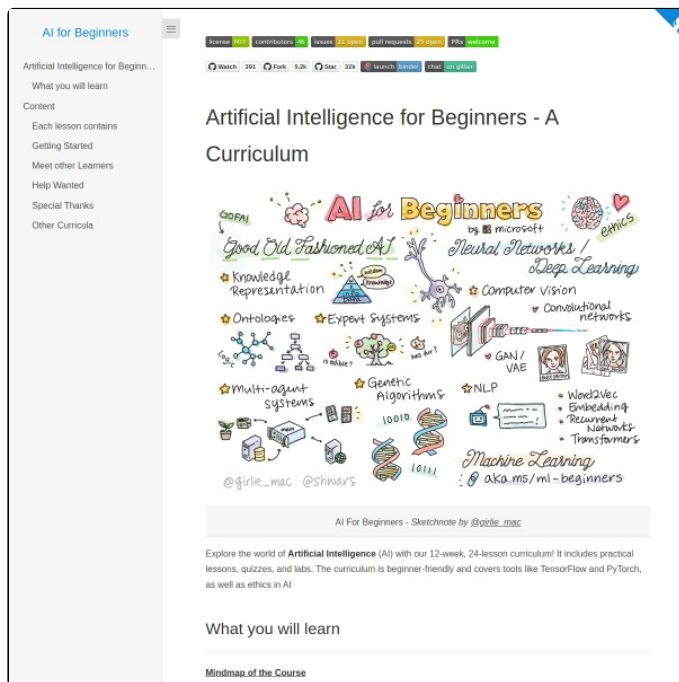 AI for Beginners
Artificial Intelligence for Beginn...
What you will learn
Content
Each lesson contains
Getting Started
Meet other Learners
Help Wanted
Special Thanks
Other Curricula
license MIT contributors 46 issues 21 open pull requests 25 open PRs welcome
Watch 391 Fork 5.2k Star 32k launch binder chat on gitter
Artificial Intelligence for Beginners - A
Curriculum
AI for Beginners
by microsoft
GOFAI
ethics
Good Old Fashioned AI
Knowledge
Representation
wisdom
knowledge
Ontologies
Expert Systems
Logic
is edible?
has fur?
Multi-agent
systems
Genetic
Algorithms
10010
10111
@girlie_mac @shwars
Neural Networks /
Deep Learning
Computer Vision
Convolutional
networks
GAN/
VAE
NLP
Word2Vec
Embedding
Recurrent
Networks
Transformers
Machine Learning
: aka.ms/ml-beginners
AI For Beginners - Sketchnote by @girlie_mac
Explore the world of Artificial Intelligence (AI) with our 12-week, 24-lesson curriculum! It includes practical
lessons, quizzes, and labs. The curriculum is beginner-friendly and covers tools like TensorFlow and PyTorch,
as well as ethics in AI
What you will learn
Mindmap of the Course